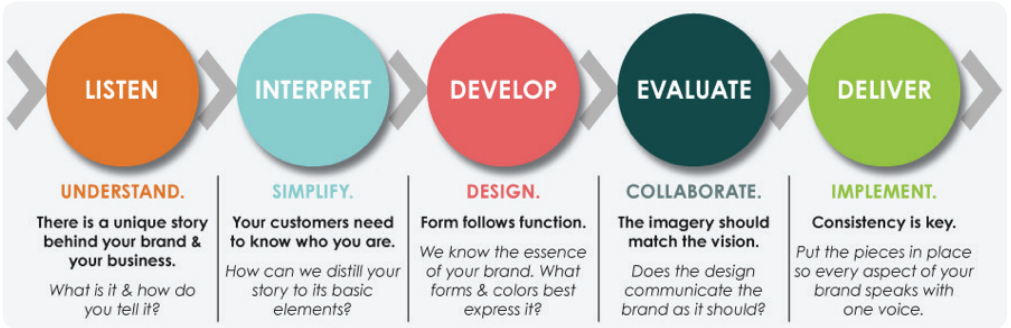 LISTEN
INTERPRET
DEVELOP
EVALUATE
DELIVER
UNDERSTAND.
There is a unique story
behind your brand &
your business.
What is it & how do
you tell it?
SIMPLIFY.
Your customers need
to know who you are.
How can we distill your
story to its basic
elements?
DESIGN.
Form follows function.
We know the essence
of your brand. What
forms & colors best
express it?
COLLABORATE.
The imagery should
match the vision.
Does the design
communicate the
brand as it should?
IMPLEMENT.
Consistency is key.
Put the pieces in place
so every aspect of your
brand speaks with
one voice.